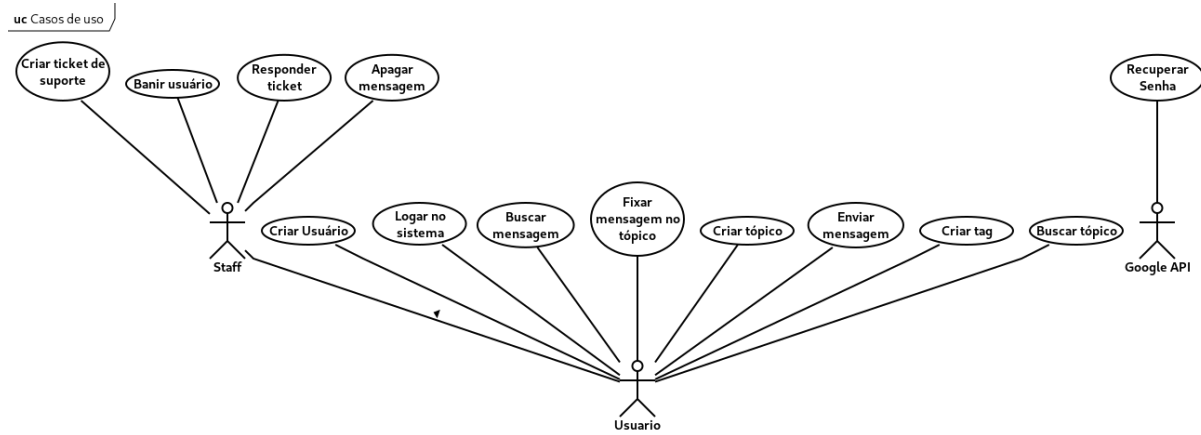 uc Casos de uso
Criar ticket de
suporte
Banir usuário
Responder
ticket
Apagar
mensagem
Recuperar
Senha
Criar Usuário
Logar no
sistema
Buscar
mensagem
Fixar
mensagem no
tópico
Criar tópico
Enviar
mensagem
Criar tag
Buscar tópico
Staff
Google API
Usuario